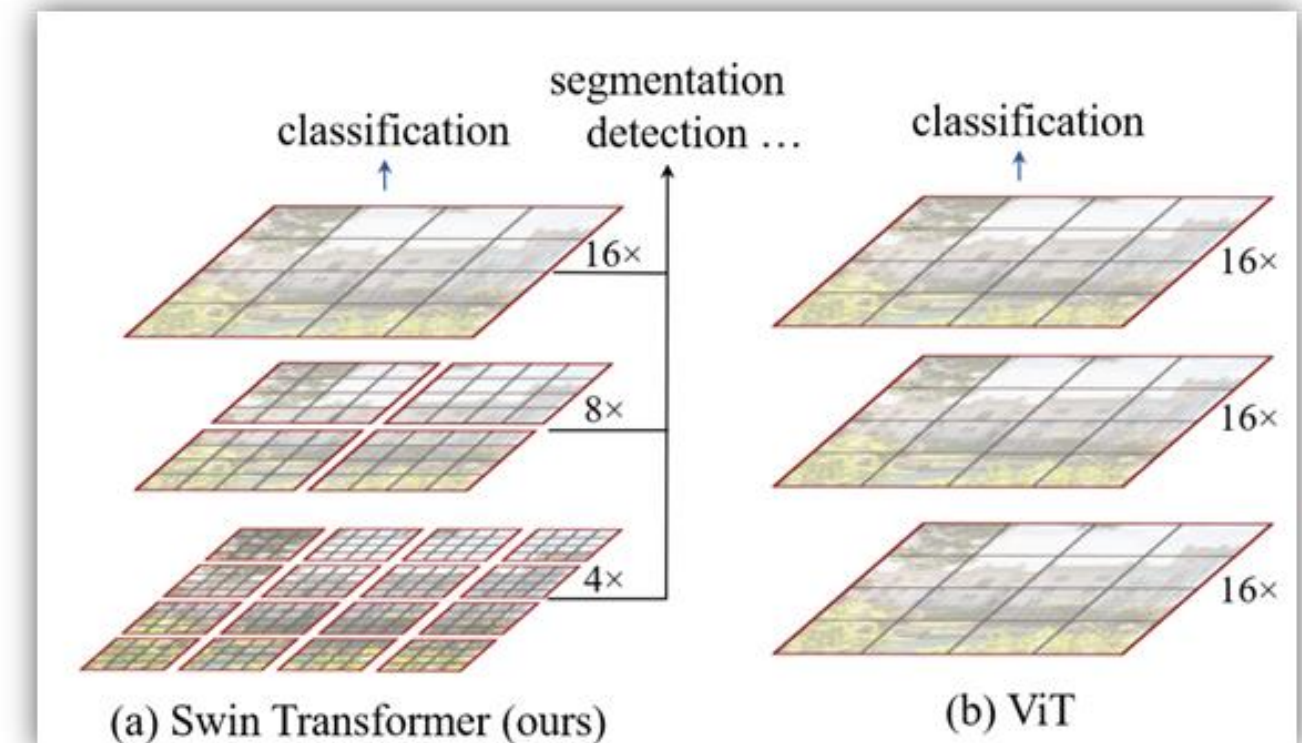 segmentation
classification
detection …
classification
16×
8×
4×
16×
16×
16×
(a) Swin Transformer (ours)
(b) ViT